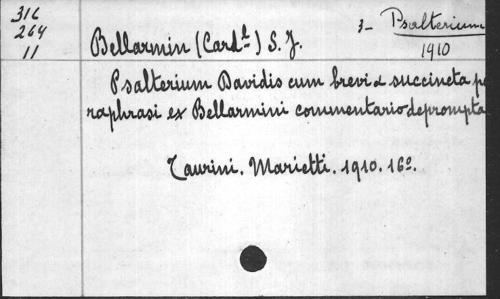 316
264
11
Bellarmin (Card.l) S. J.
3- Psalterium
1910
Psalterium Davidis cum brevi & succincta pa
raphrasi ex Bellarmini commentario deprompta
Taurini. Marietti. 1910. 16º.